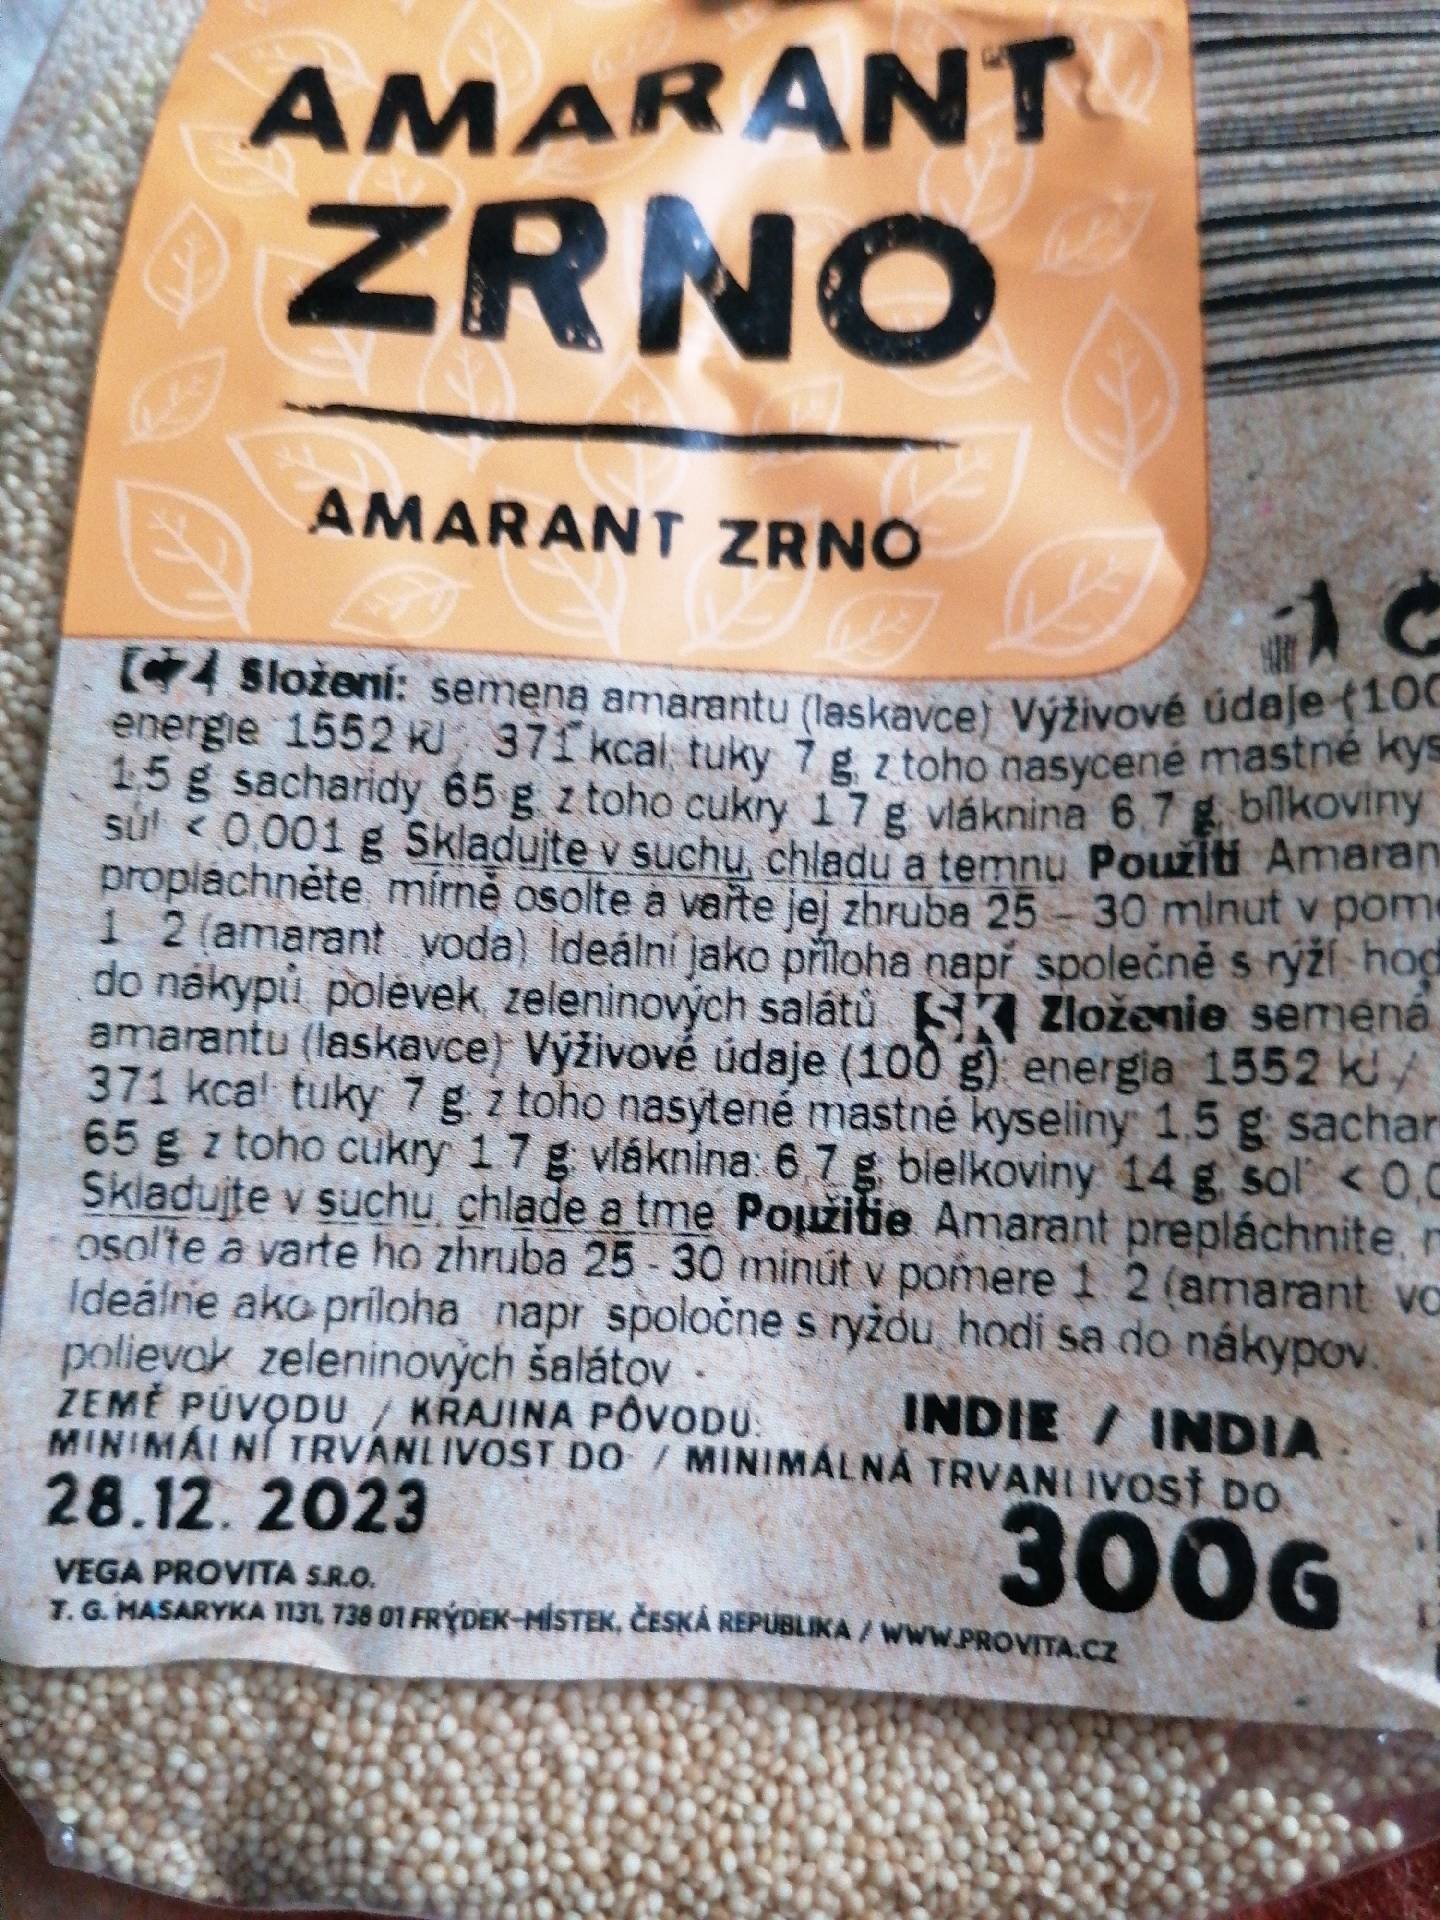 AMARANT
ZRNO
AMARANT ZRNO
CZ Složení: semena amarantu (laskavce) Výživové údaje (100
energie 1552 kJ / 371 kcal; tuky 7 g, z toho nasycené mastné kys
1,5 g sacharidy 65 g z toho cukry 1 7 g vláknina 6,7 g, bílkoviny
sůl < 0,001 g Skladujte v suchu, chladu a temnu Použití Amaran
propláchněte, mírně osolte a vařte jej zhruba 25 – 30 minut v pomě
1 2 (amarant voda) Ideální jako příloha např společně s rýží hod
do nákypů, polévek, zeleninových salátů SK Zloženie semená
amarantu (laskavce) Výživové údaje (100 g): energia 1552 kJ /
371 kcal tuky 7 g, z toho nasýtené mastné kyseliny: 1,5 g; sachar
65 g z toho cukry 1 7 g; vláknina: 6,7 g; bielkoviny 14 g, soľ < 0,0
Skladujte v suchu, chlade a tme Použitie Amarant prepláchnite,
osoľte a varte ho zhruba 25 - 30 minút v pomere 1 2 (amarant vo
Ideálne ako príloha napr spoločne s ryžou, hodí sa do nákypov.
polievok zeleninových šalátov
ZEMĚ PŮVODU / KRAJINA PÔVODU: INDIE / INDIA
MINIMÁLNÍ TRVANLIVOST DO / MINIMÁLNÁ TRVANLIVOSŤ DO
28.12. 2023
300G
VEGA PROVITA S.R.O.
T. G. MASARYKA 1131, 738 01 FRÝDEK-MÍSTEK, ČESKÁ REPUBLIKA / WWW.PROVITA.CZ